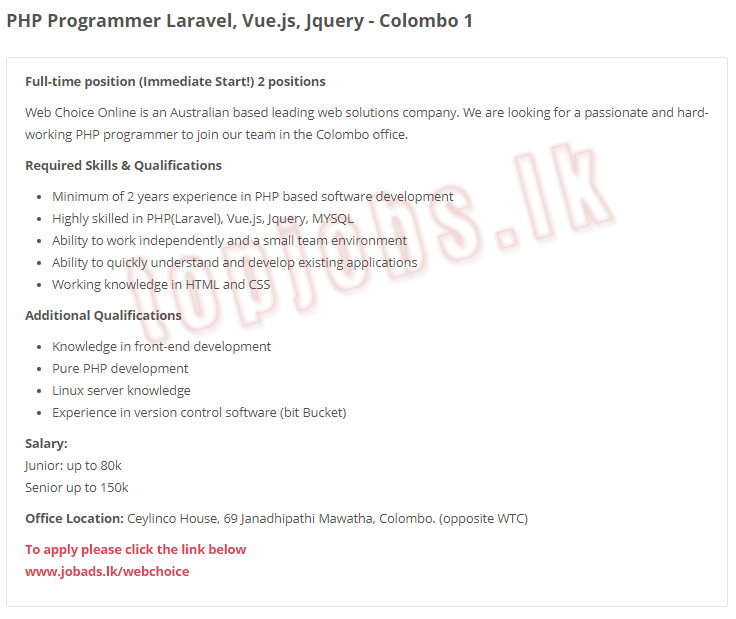 PHP Programmer Laravel, Vue.js, Jquery - Colombo 1
Full-time position (Immediate Start!) 2 positions
Web Choice Online is an Australian based leading web solutions company. We are looking for a passionate and hard-
working PHP programmer to join our team in the Colombo office.
Required Skills & Qualifications
• Minimum of 2 years experience in PHP based software development
• Highly skilled in PHP(Laravel), Vue.js, Jquery, MYSQL
• Ability to work independently and a small team environment
• Ability to quickly understand and develop existing applications
• Working knowledge in HTML and CSS
topjobs.lk
Additional Qualifications
• Knowledge in front-end development
• Pure PHP development
• Linux server knowledge
• Experience in version control software (bit Bucket)
Salary:
Junior: up to 80k
Senior up to 150k
Office Location: Ceylinco House, 69 Janadhipathi Mawatha, Colombo. (opposite WTC)
To apply please click the link below
www.jobads.lk/webchoice